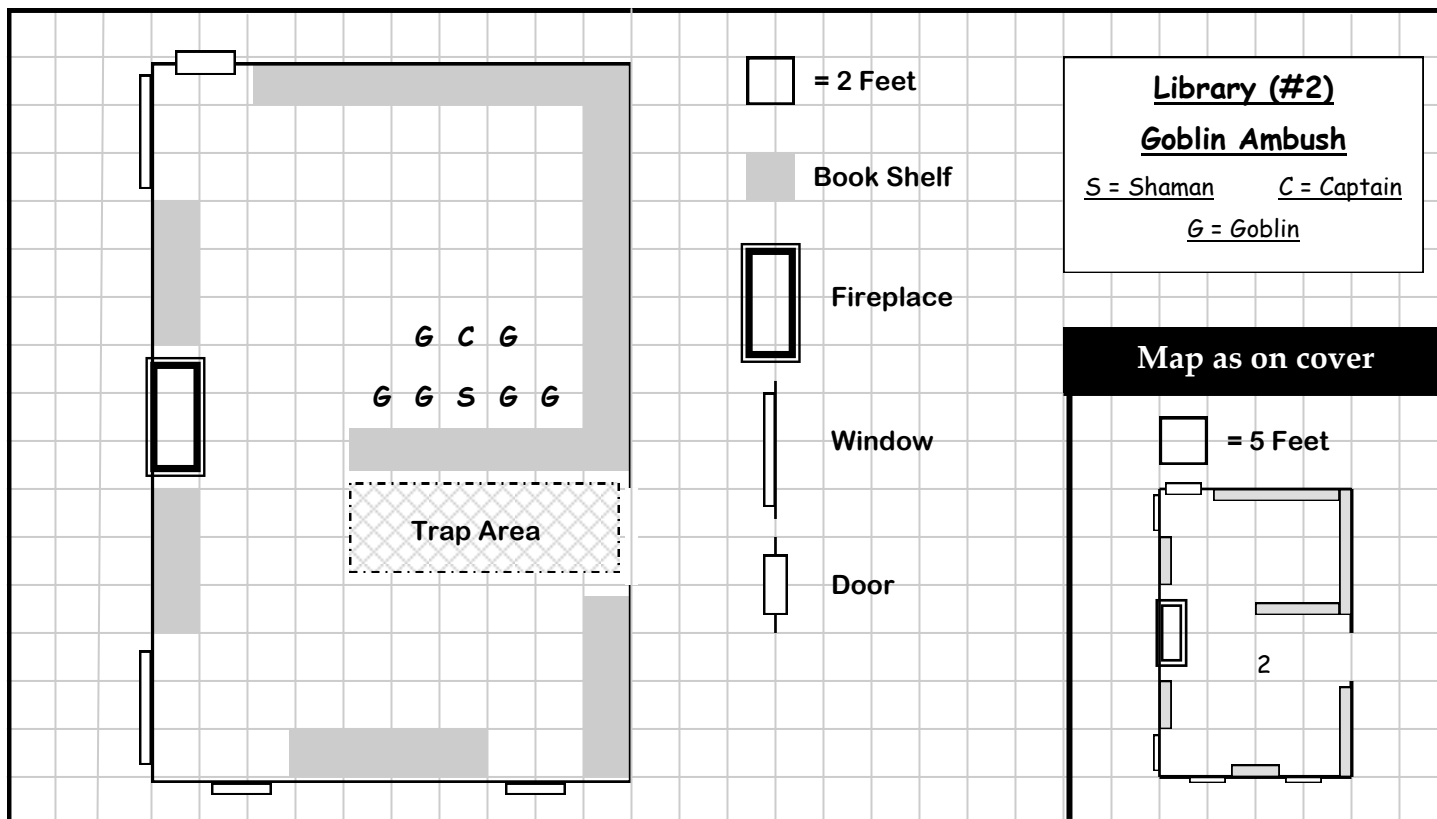 G C G
G G S G G
Trap Area
= 2 Feet
Book Shelf
Fireplace
Window
Door
Library (#2)
Goblin Ambush
S = Shaman C = Captain
G = Goblin
Map as on cover
= 5 Feet
2